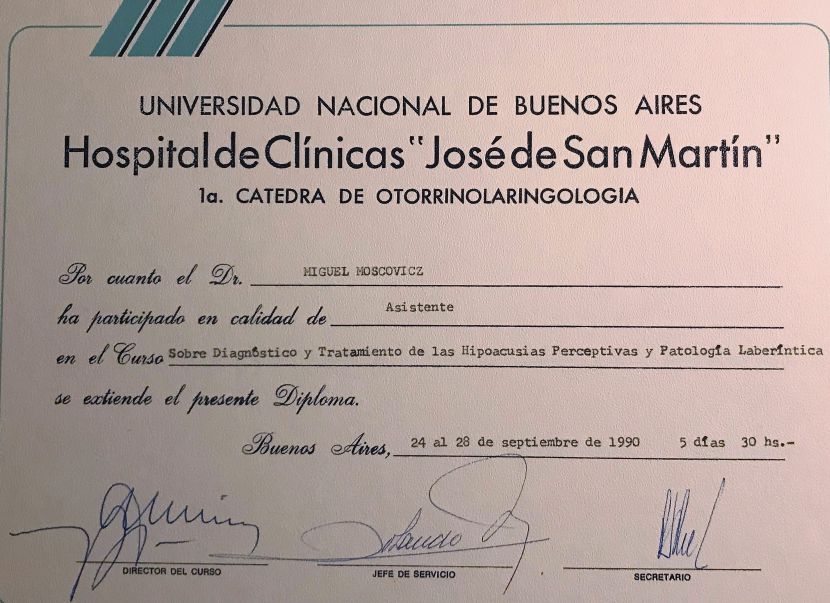 UNIVERSIDAD NACIONAL DE BUENOS AIRES
Hospital de Clínicas "José de San Martín"
1a. CATEDRA DE OTORRINOLARINGOLOGIA
Por cuanto el Dr. MIGUEL MOSCOVICZ
ha participado en calidad de Asistente
en el Curso Sobre Diagnóstico y Tratamiento de las Hipoacusias Perceptivas y Patología Laberíntica
se extiende el presente Diploma.
Buenos Aires, 24 al 28 de septiembre de 1990 5 días 30 hs.-
DIRECTOR DEL CURSO JEFE DE SERVICIO SECRETARIO